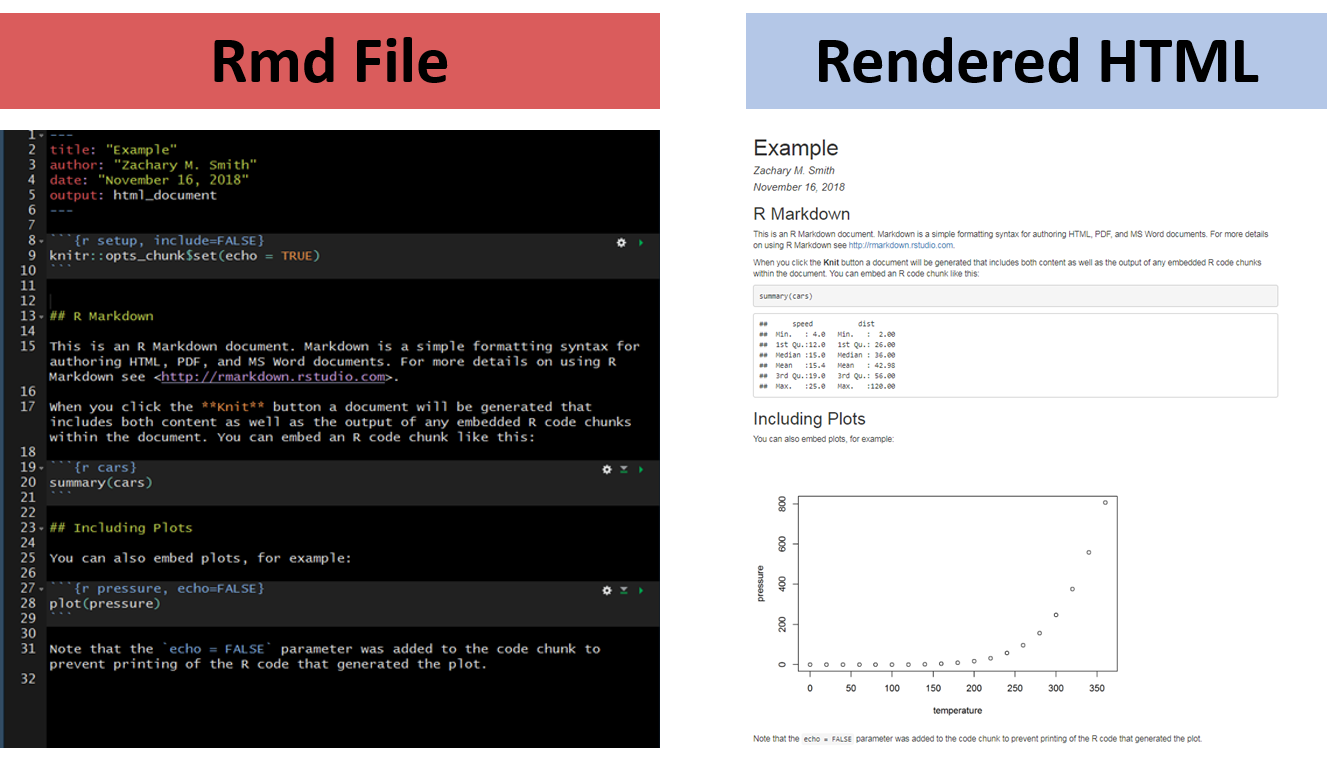 Rmd File
1 ---
2 title: "Example"
3 author: "Zachary M. Smith"
4 date: "November 16, 2018"
5 output: html_document
6 ---
7
8 ```{r setup, include=FALSE}
9 knitr::opts_chunk$set(echo = TRUE)
10 ```
11
12
13 ## R Markdown
14
15 This is an R Markdown document. Markdown is a simple formatting syntax for
authoring HTML, PDF, and MS Word documents. For more details on using R
Markdown see <http://rmarkdown.rstudio.com>.
16
17 When you click the **Knit** button a document will be generated that
includes both content as well as the output of any embedded R code chunks
within the document. You can embed an R code chunk like this:
18
19 ```{r cars}
20 summary(cars)
21 ```
22
23 ## Including Plots
24
25 You can also embed plots, for example:
26
27 ```{r pressure, echo=FALSE}
28 plot(pressure)
29 ```
30
31 Note that the `echo = FALSE` parameter was added to the code chunk to
prevent printing of the R code that generated the plot.
32
Rendered HTML
Example
Zachary M. Smith
November 16, 2018
R Markdown
This is an R Markdown document. Markdown is a simple formatting syntax for authoring HTML, PDF, and MS Word documents. For more details
on using R Markdown see http://rmarkdown.rstudio.com.
When you click the Knit button a document will be generated that includes both content as well as the output of any embedded R code chunks
within the document. You can embed an R code chunk like this:
summary(cars)
## speed dist
## Min. : 4.0 Min. : 2.00
## 1st Qu.:12.0 1st Qu.: 26.00
## Median :15.0 Median : 36.00
## Mean :15.4 Mean : 42.98
## 3rd Qu.:19.0 3rd Qu.: 56.00
## Max. :25.0 Max. :120.00
Including Plots
You can also embed plots, for example:
800
600
400
200
0
pressure
0 50 100 150 200 250 300 350
temperature
Note that the echo = FALSE parameter was added to the code chunk to prevent printing of the R code that generated the plot.